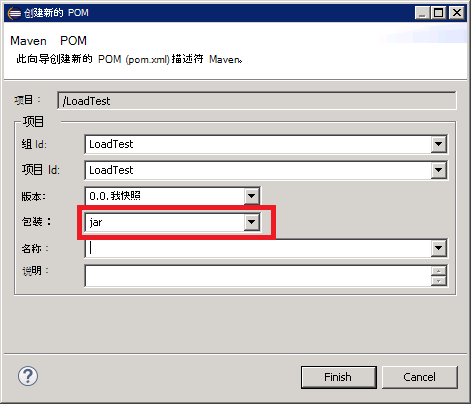 创建新的 POM
Maven POM
此向导创建新的 POM (pom.xml)描述符 Maven。
项目： /LoadTest
项目
组 Id: LoadTest
项目 Id: LoadTest
版本： 0.0.我快照
包装： jar
名称：
说明：
? Finish Cancel